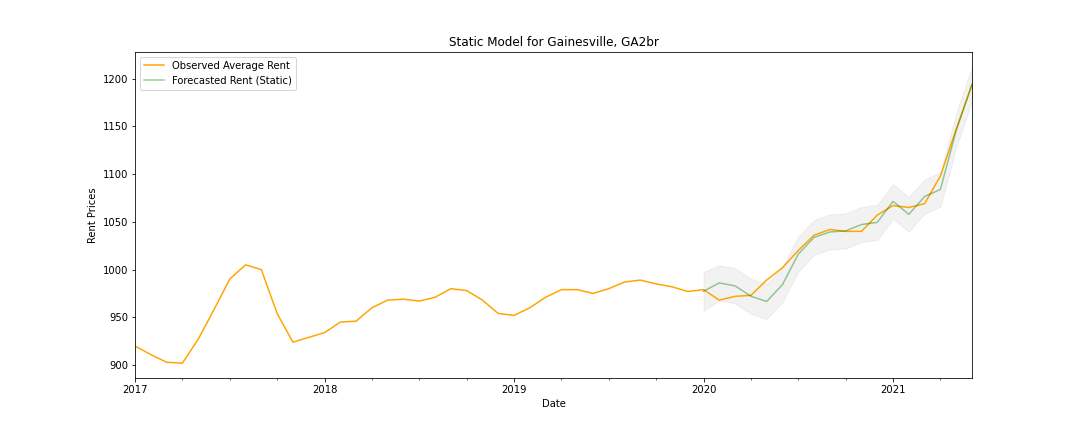 Static Model for Gainesville, GA2br
Observed Average Rent
Forecasted Rent (Static)
1200
1150
1100
1050
1000
950
900
Rent Prices
2017
2018
2019
2020
2021
Date